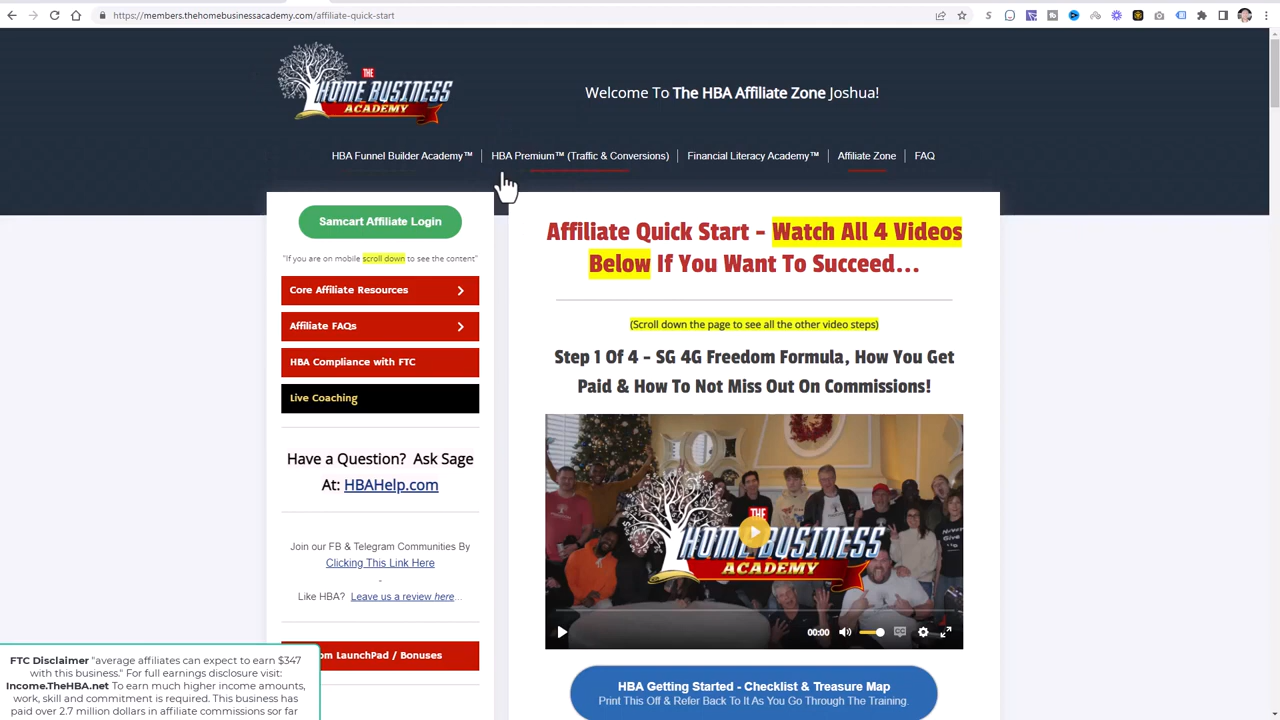 https://members.thehomebusinessacademy.com/affiliate-quick-start
THE
HOME BUSINESS
ACADEMY
Welcome To The HBA Affiliate Zone Joshua!
HBA Funnel Builder Academy™
HBA Premium™ (Traffic & Conversions)
Financial Literacy Academy™
Affiliate Zone
FAQ
Samcart Affiliate Login
"If you are on mobile scroll down to see the content"
Core Affiliate Resources
Affiliate FAQs
HBA Compliance with FTC
Live Coaching
Have a Question? Ask Sage
At: HBAHelp.com
Join our FB & Telegram Communities By
Clicking This Link Here
-
Like HBA? Leave us a review here...
om LaunchPad / Bonuses
FTC Disclaimer "average affiliates can expect to earn $347
with this business." For full earnings disclosure visit:
Income.TheHBA.net To earn much higher income amounts,
work, skill and commitment is required. This business has
paid over 2.7 million dollars in affiliate commissions sor far
Affiliate Quick Start - Watch All 4 Videos
Below If You Want To Succeed...
(Scroll down the page to see all the other video steps)
Step 1 Of 4 - SG 4G Freedom Formula, How You Get
Paid & How To Not Miss Out On Commissions!
THE
HOME BUSINESS
ACADEMY
00:00
HBA Getting Started - Checklist & Treasure Map
Print This Off & Refer Back To It As You Go Through The Training.